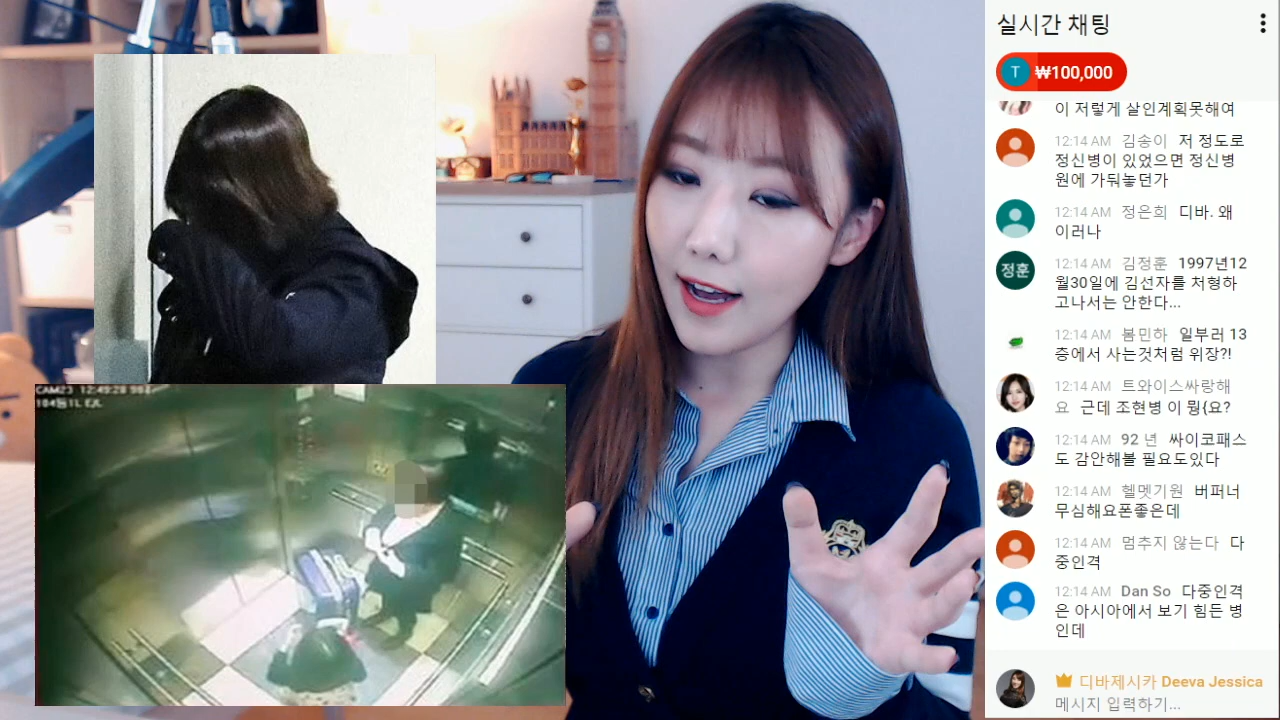 실시간 채팅
T ₩100,000
이 저렇게 살인계획못해여
12:14 AM 김송이 저 정도로
정신병이 있었으면 정신병
원에 가둬놓던가
12:14 AM 정은희 디바. 왜
이러나
정훈 12:14 AM 김정훈 1997년12
월30일에 김선자를 처형하
고나서는 안한다...
12:14 AM 봄민하 일부러 13
층에서 사는것처럼 위장?!
12:14 AM 트와이스싸랑해
요 근데 조현병 이 뭥{요?
12:14 AM 92 년 싸이코패스
도 감안해볼 필요도있다
12:14 AM 헬멧기원 버퍼너
무심해요폰좋은데
12:14 AM 멈추지 않는다 다
중인격
12:14 AM Dan So 다중인격
은 아시아에서 보기 힘든 병
인데
디바제시카 Deeva Jessica
메시지 입력하기...
CAM23 12:49:28